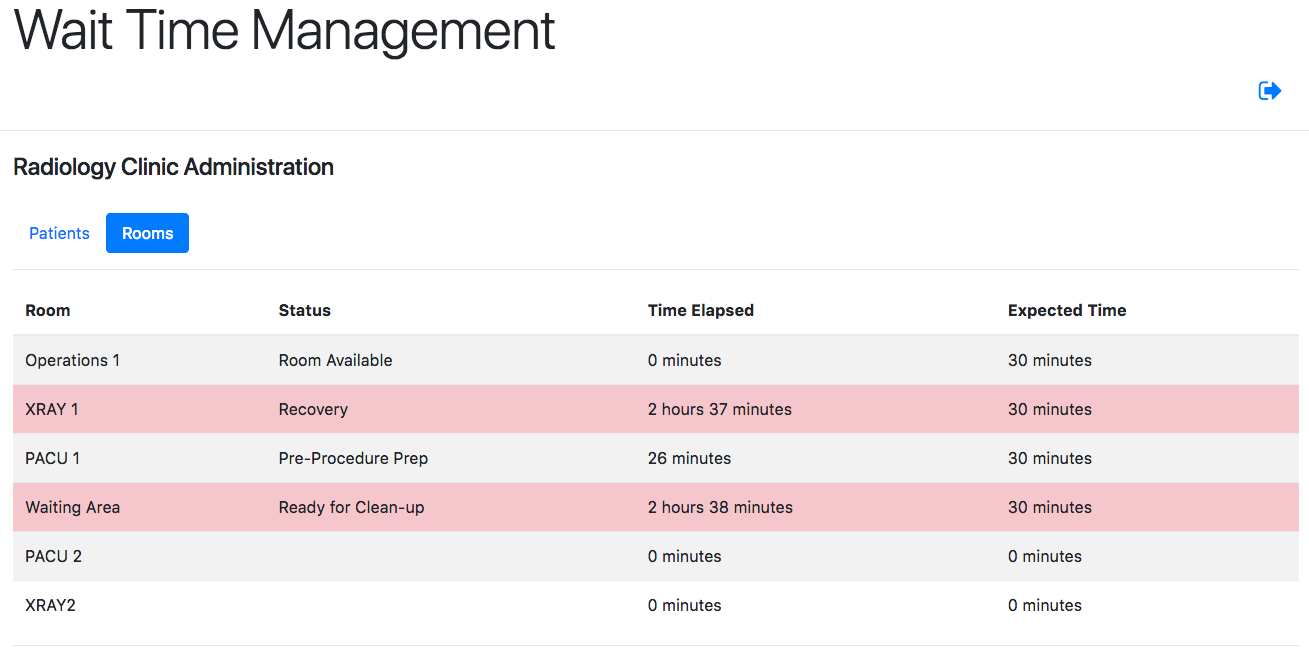 Wait Time Management
Radiology Clinic Administration
Patients Rooms
Room Status Time Elapsed Expected Time
Operations 1 Room Available 0 minutes 30 minutes
XRAY 1 Recovery 2 hours 37 minutes 30 minutes
PACU 1 Pre-Procedure Prep 26 minutes 30 minutes
Waiting Area Ready for Clean-up 2 hours 38 minutes 30 minutes
PACU 2 0 minutes 0 minutes
XRAY2 0 minutes 0 minutes